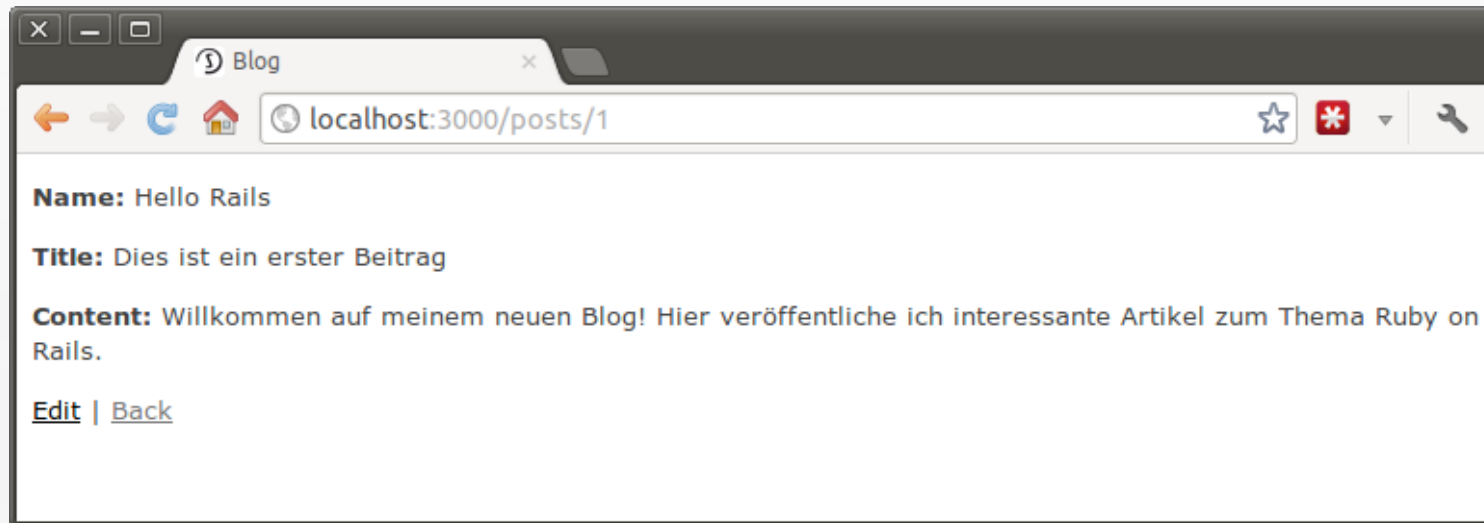 Blog
localhost:3000/posts/1
Name: Hello Rails
Title: Dies ist ein erster Beitrag
Content: Willkommen auf meinem neuen Blog! Hier veröffentliche ich interessante Artikel zum Thema Ruby on
Rails.
Edit | Back